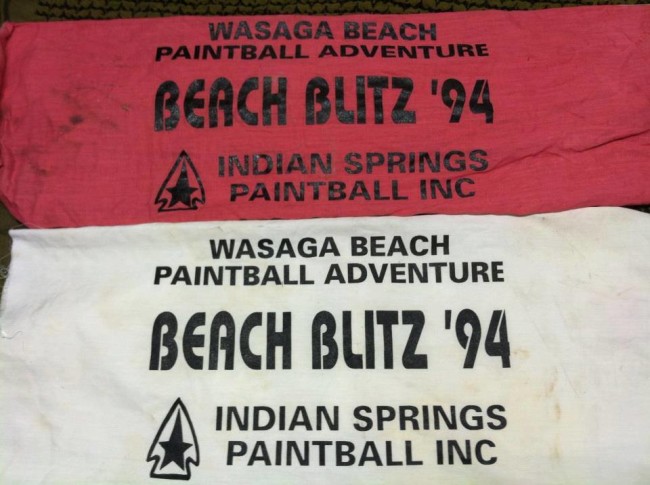 WASAGA BEACH
PAINTBALL ADVENTURE
BEACH BLITZ '94
INDIAN SPRINGS
PAINTBALL INC
WASAGA BEACH
PAINTBALL ADVENTURE
BEACH BLITZ '94
INDIAN SPRINGS
PAINTBALL INC